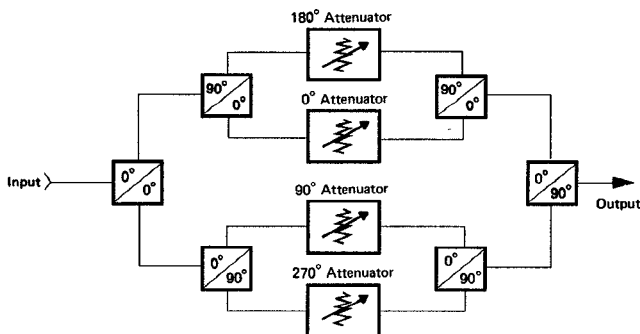 180° Attenuator
90° 0°
90° 0°
0° Attenuator
Input
0° 0°
0° 90°
Output
90° Attenuator
0° 90°
0° 90°
270° Attenuator